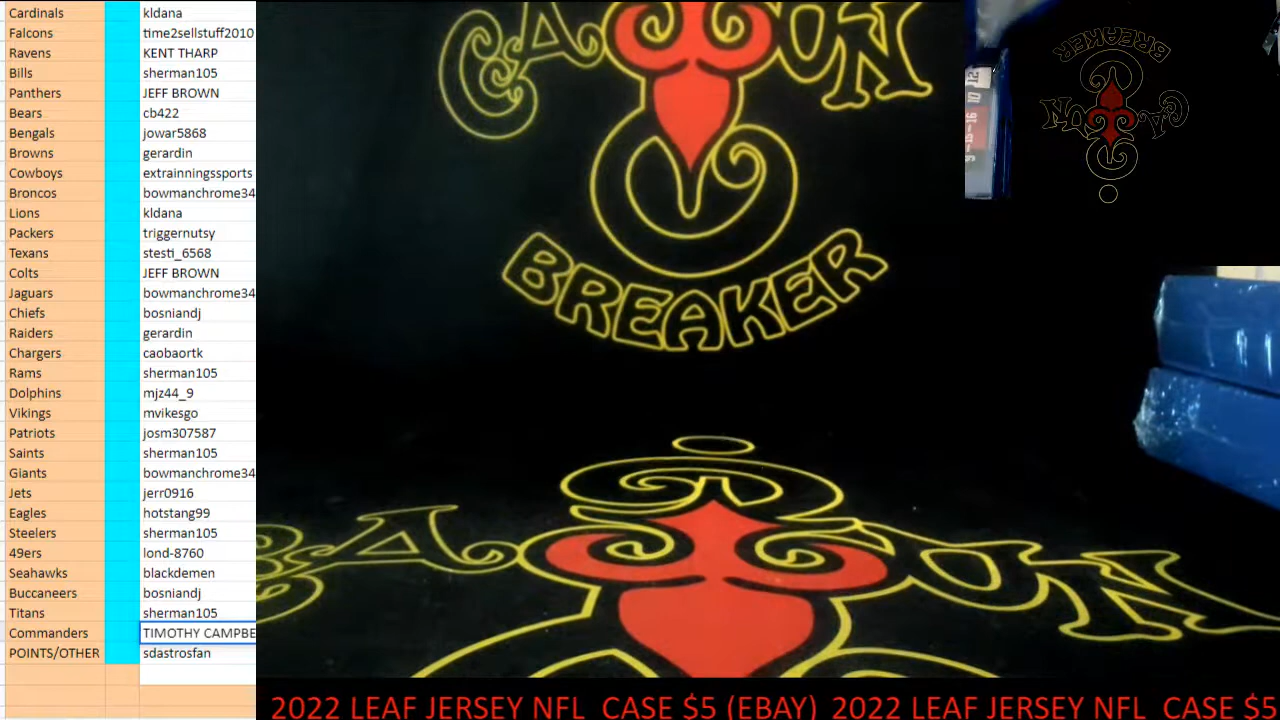 Cardinals kldana
Falcons time2sellstuff2010
Ravens KENT THARP
Bills sherman105
Panthers JEFF BROWN
Bears cb422
Bengals jowar5868
Browns gerardin
Cowboys extrainningssports
Broncos bowmanchrome34
Lions kldana
Packers triggernutsy
Texans stesti_6568
Colts JEFF BROWN
Jaguars bowmanchrome34
Chiefs bosniandj
Raiders gerardin
Chargers caobaortk
Rams sherman105
Dolphins mjz44_9
Vikings mvikesgo
Patriots josm307587
Saints sherman105
Giants bowmanchrome34
Jets jerr0916
Eagles hotstang99
Steelers sherman105
49ers lond-8760
Seahawks blackdemen
Buccaneers bosniandj
Titans sherman105
Commanders TIMOTHY CAMPBE
POINTS/OTHER sdastrosfan
BREAKER
BREAKER
2022 LEAF JERSEY NFL CASE $5 (EBAY) 2022 LEAF JERSEY NFL CASE $5